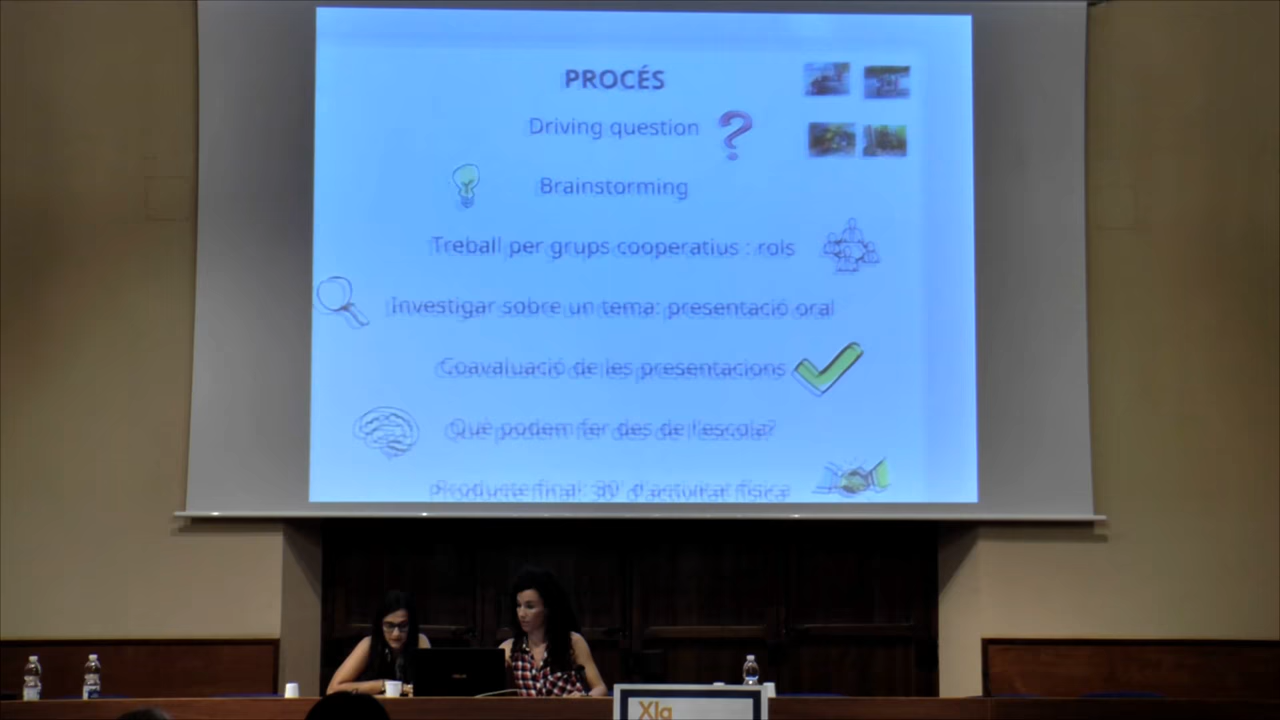 PROCÉS
Driving question
Brainstorming
Treball per grups cooperatius : rols
Investigar sobre un tema: presentació oral
Coavaluació de les presentacions
Què podem fer des de l'escola?
Producte final: 30' d'activitat física
XIa